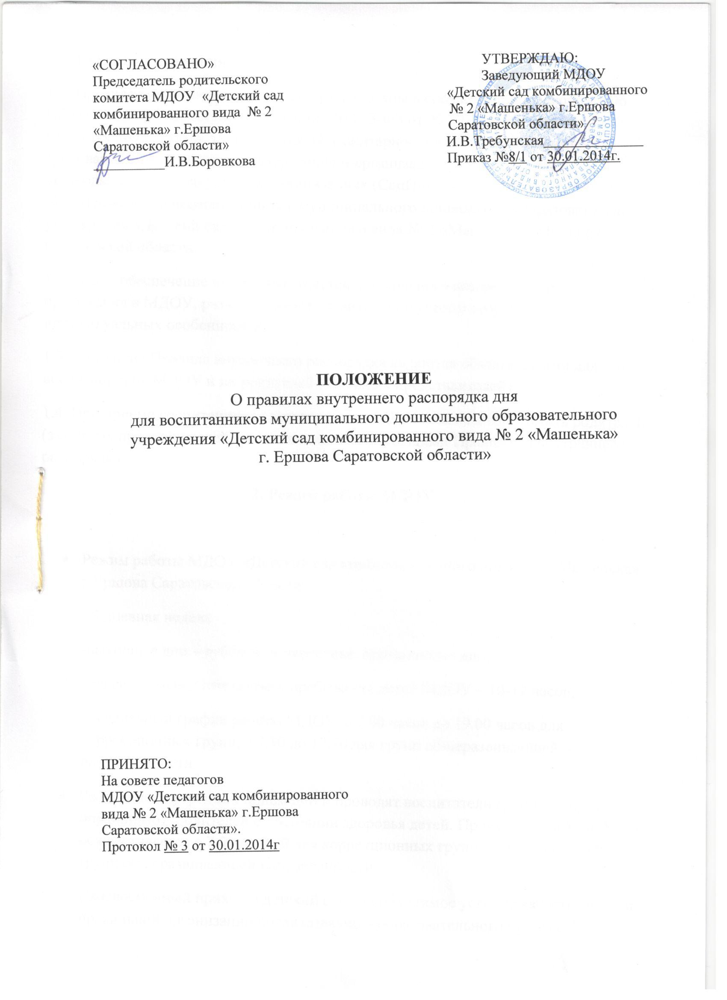 «СОГЛАСОВАНО»
Председатель родительского
комитета МДОУ «Детский сад
комбинированного вида № 2
«Машенька» г.Ершова
Саратовской области»
__________И.В.Боровкова
УТВЕРЖДАЮ:
Заведующий МДОУ
«Детский сад комбинированного
№ 2 «Машенька» г.Ершова
Саратовской области»
И.В.Требунская______________
Приказ №8/1 от 30.01.2014г.
ПОЛОЖЕНИЕ
О правилах внутреннего распорядка дня
для воспитанников муниципального дошкольного образовательного
учреждения «Детский сад комбинированного вида № 2 «Машенька»
г. Ершова Саратовской области»
ПРИНЯТО:
На совете педагогов
МДОУ «Детский сад комбинированного
вида № 2 «Машенька» г.Ершова
Саратовской области».
Протокол № 3 от 30.01.2014г